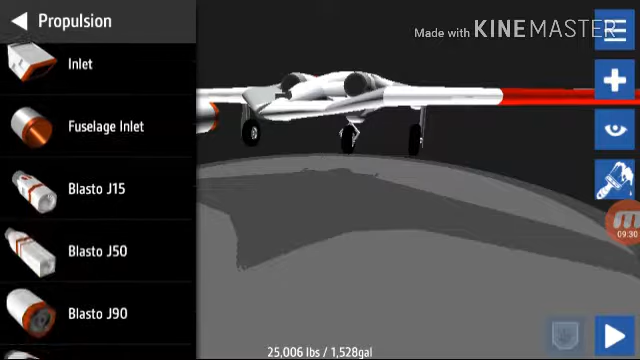 Propulsion
Made with KINEMASTER
Inlet
Fuselage Inlet
Blasto J15
Blasto J50
Blasto J90
09:30
25,006 lbs / 1,528gal